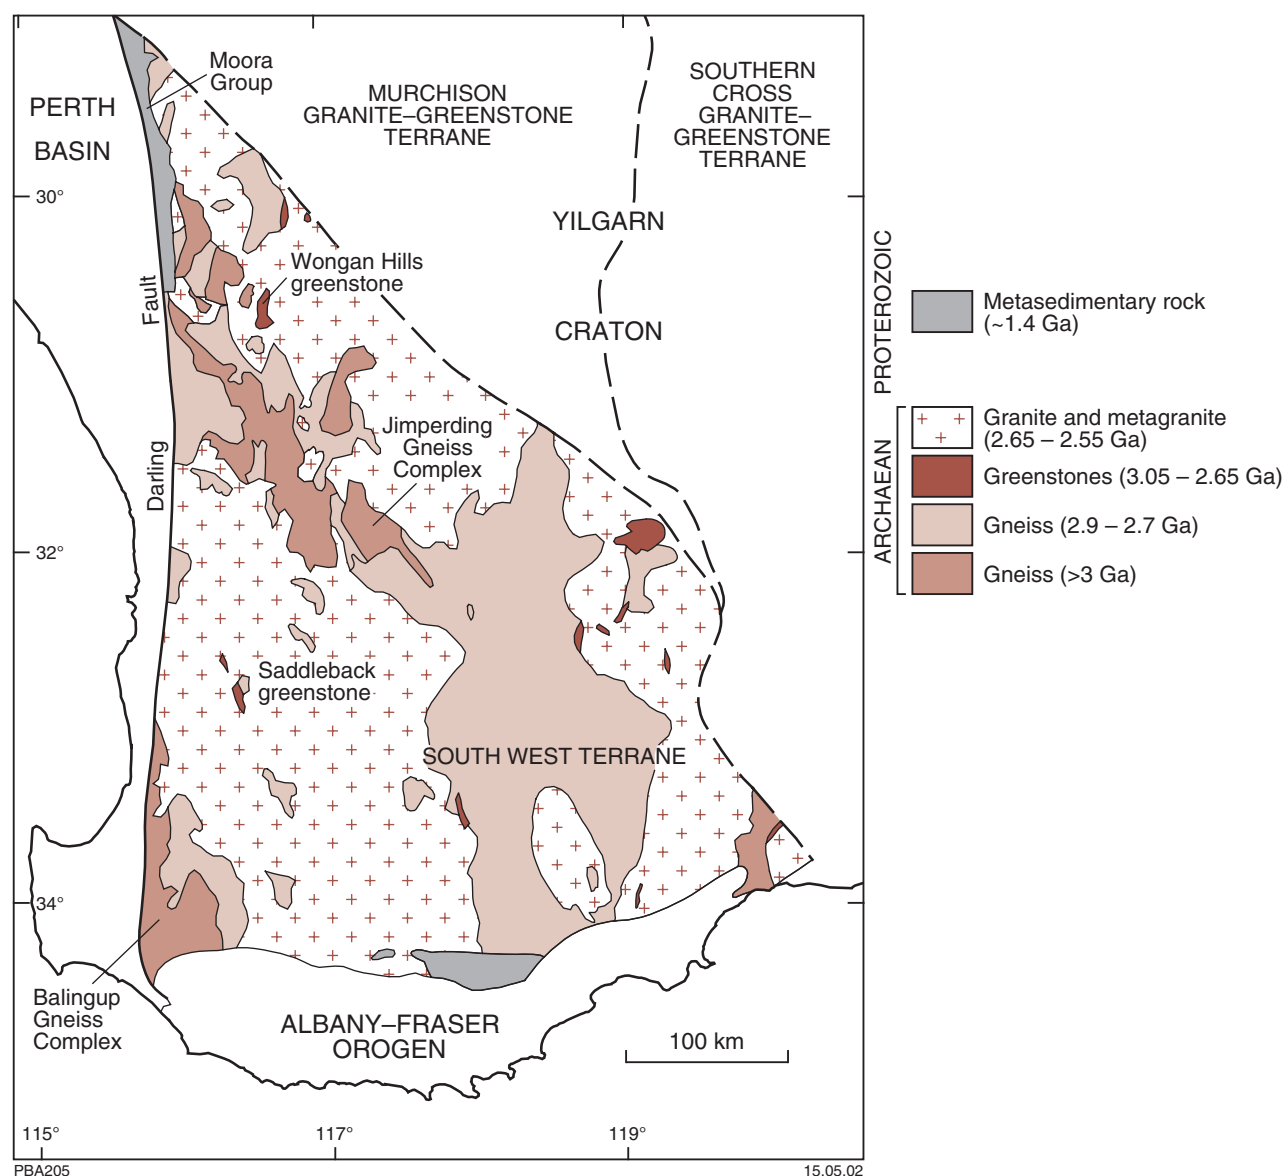 Moora
Group
PERTH
BASIN
MURCHISON
GRANITE–GREENSTONE
TERRANE
SOUTHERN
CROSS
GRANITE–
GREENSTONE
TERRANE
30°
YILGARN
Wongan Hills
greenstone
Fault
CRATON
Jimperding
Gneiss
Complex
Darling
32°
Saddleback
greenstone
SOUTH WEST TERRANE
34°
Balingup
Gneiss
Complex
ALBANY–FRASER
OROGEN
100 km
115°
117°
119°
PBA205
15.05.02
PROTEROZOIC
Metasedimentary rock
(~1.4 Ga)
ARCHAEAN
Granite and metagranite
(2.65 – 2.55 Ga)
Greenstones (3.05 – 2.65 Ga)
Gneiss (2.9 – 2.7 Ga)
Gneiss (>3 Ga)